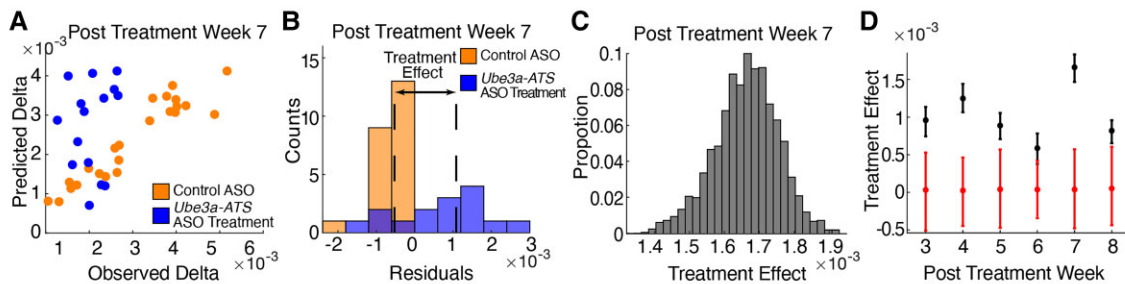 A
Post Treatment Week 7
×10⁻³
Predicted Delta
4
3
2
1
0
Control ASO
Ube3a-ATS
ASO Treatment
1 2 3 4 5 6
×10⁻³
Observed Delta
B
Post Treatment Week 7
Control ASO
Ube3a-ATS
ASO Treatment
Treatment
Effect
Counts
15
10
5
0
-2 -1 0 1 2 3
×10⁻³
Residuals
C
Post Treatment Week 7
Propotion
0.1
0.08
0.06
0.04
0.02
0
1.4 1.5 1.6 1.7 1.8 1.9
×10⁻³
Treatment Effect
D
×10⁻³
Treatment Effect
1.5
1
0.5
0
-0.5
3 4 5 6 7 8
Post Treatment Week